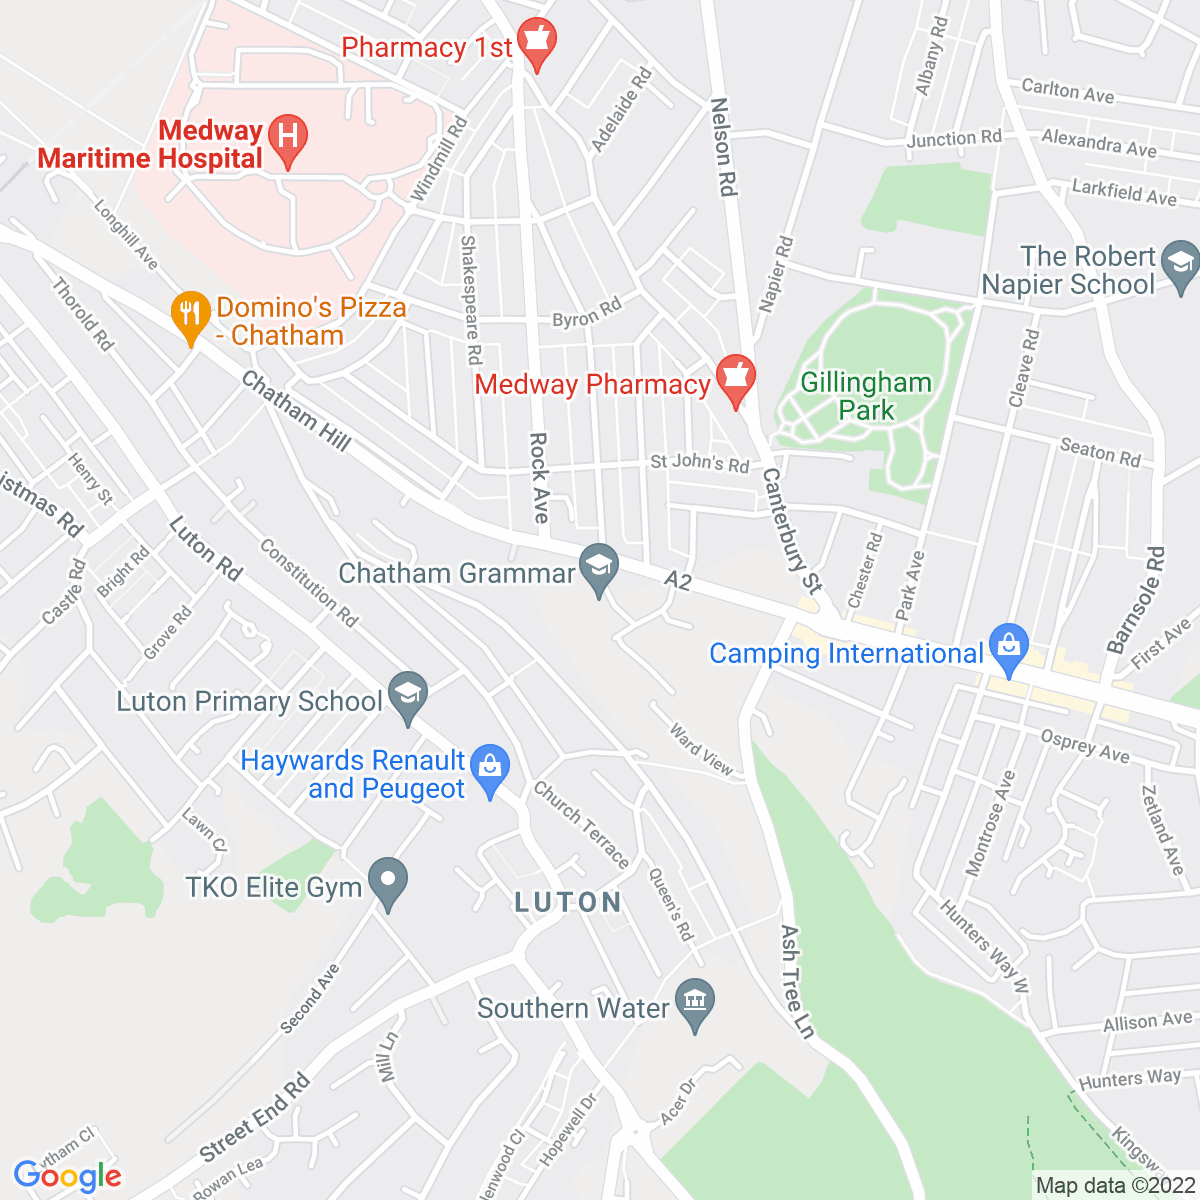 Pharmacy 1st
Albany Rd
Carlton Ave
Adelaide Rd
Nelson Rd
Medway
Maritime Hospital
Windmill Rd
Junction Rd
Alexandra Ave
Larkfield Ave
Longhill Ave
Shakespeare Rd
Napier Rd
The Robert
Napier School
Thorold Rd
Domino's Pizza
- Chatham
Byron Rd
Cleave Rd
Chatham Hill
Medway Pharmacy
Gillingham
Park
Rock Ave
St John's Rd
Seaton Rd
Henry St
istmas Rd
Canterbury St
Luton Rd
Constitution Rd
Bright Rd
Castle Rd
Grove Rd
Chatham Grammar
A2
Chester Rd
Park Ave
Barnsole Rd
First Ave
Camping International
Luton Primary School
Ward View
Osprey Ave
Haywards Renault
and Peugeot
Church Terrace
Montrose Ave
Zetland Ave
Lawn Cl
TKO Elite Gym
LUTON
Queen's Rd
Hunters Way W
Ash Tree Ln
Second Ave
Southern Water
Allison Ave
Mill Ln
Hunters Way
Street End Rd
Acer Dr
Hopewell Dr
Kingswa
ytham Cl
Rowan Lea
lenwood Cl
Google
Map data ©2022